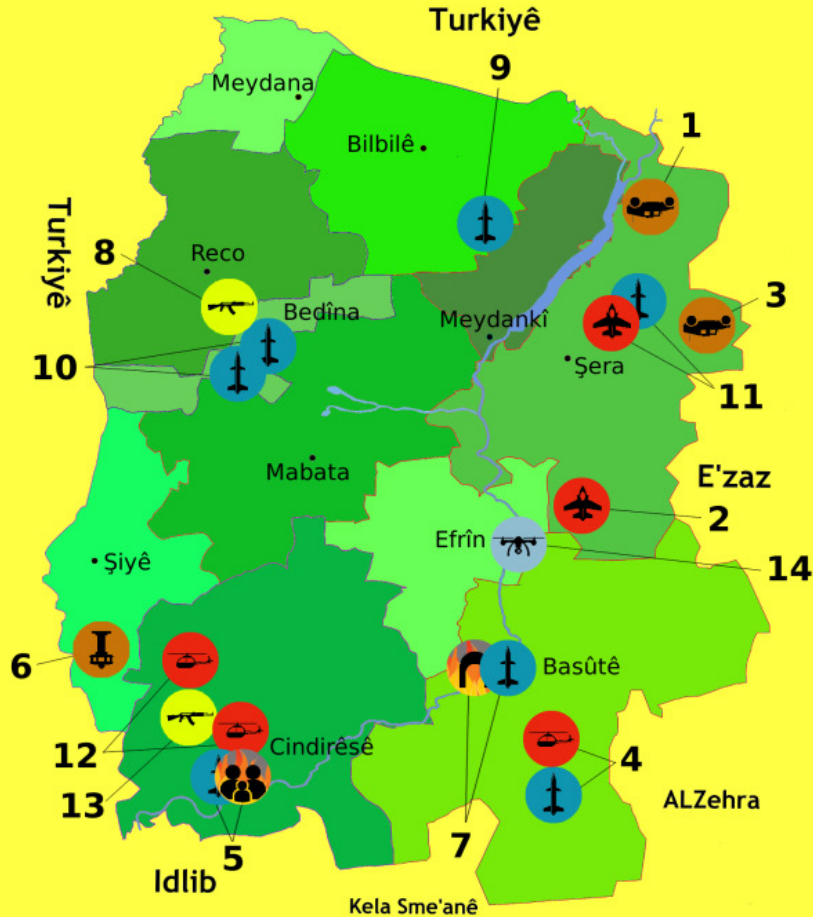 Turkiyê
9
Meydana
1
Bilbilê
Turkiyê
8
Reco
Bedîna
3
Meydankî
10
Şera
11
Mabata
E'zaz
2
Efrîn
14
Şiyê
6
Basûtê
12
Cindirêsê
4
13
ALZehra
7
5
Idlib
Kela Sme'anê